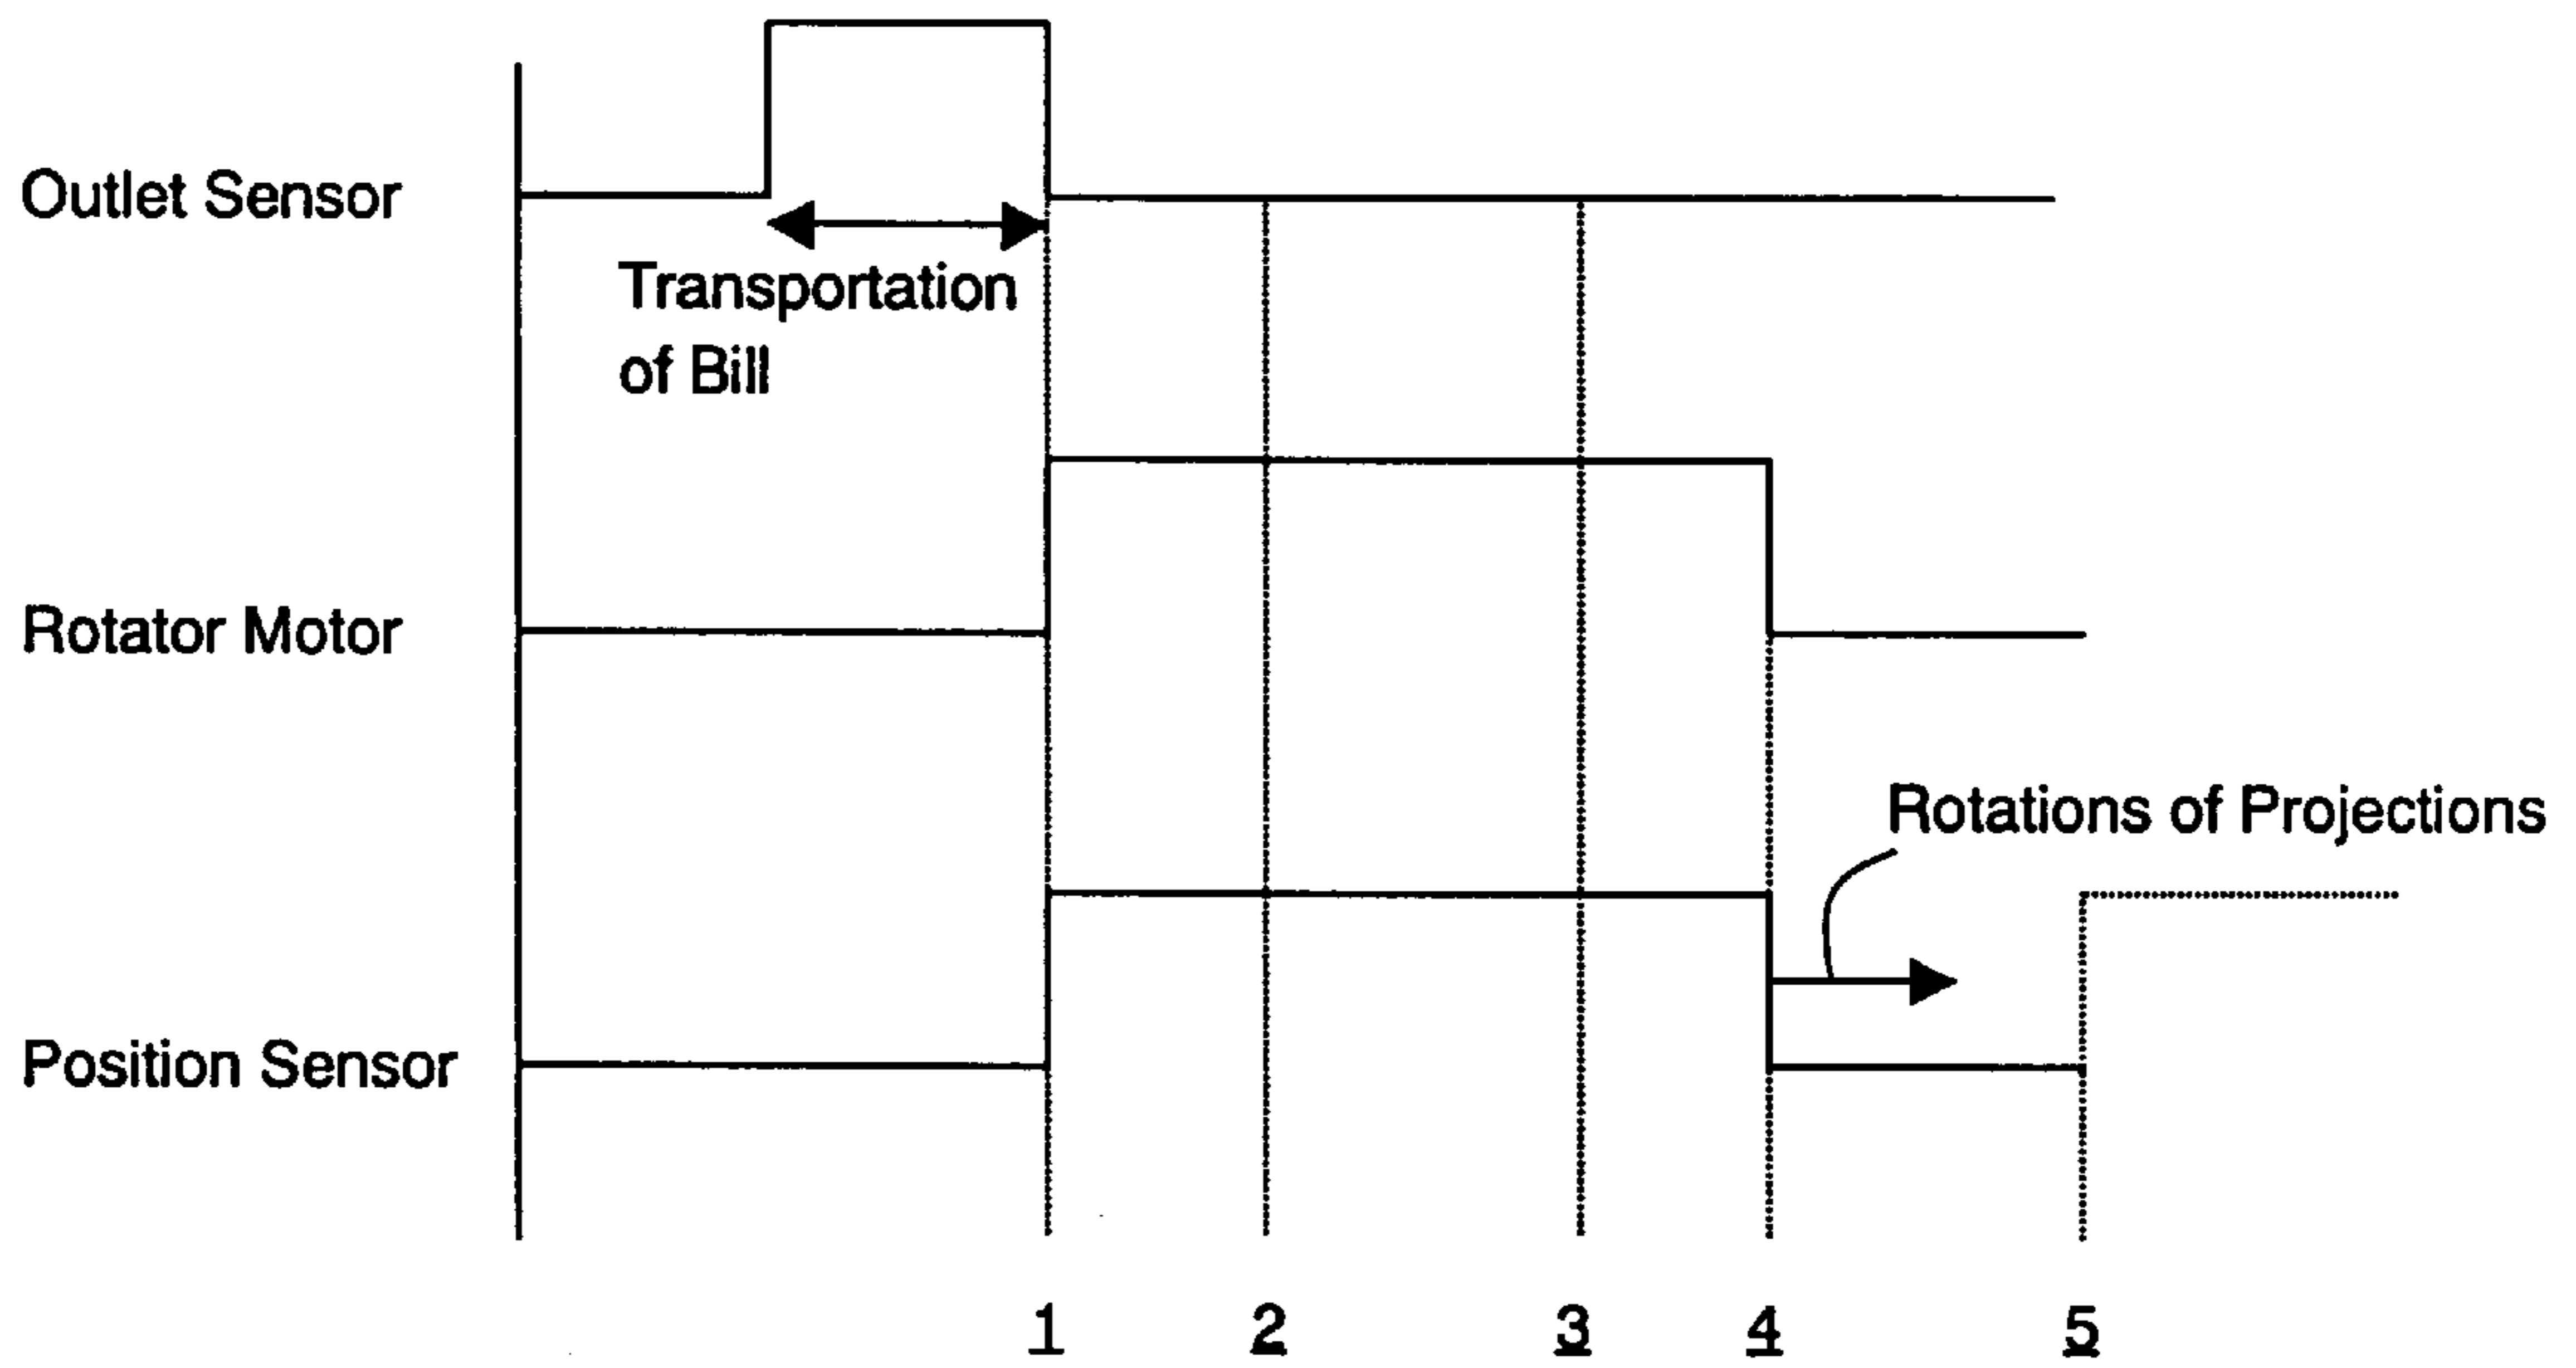 Outlet Sensor
Transportation
of Bill
Rotator Motor
Rotations of Projections
Position Sensor
1 2 3 4 5